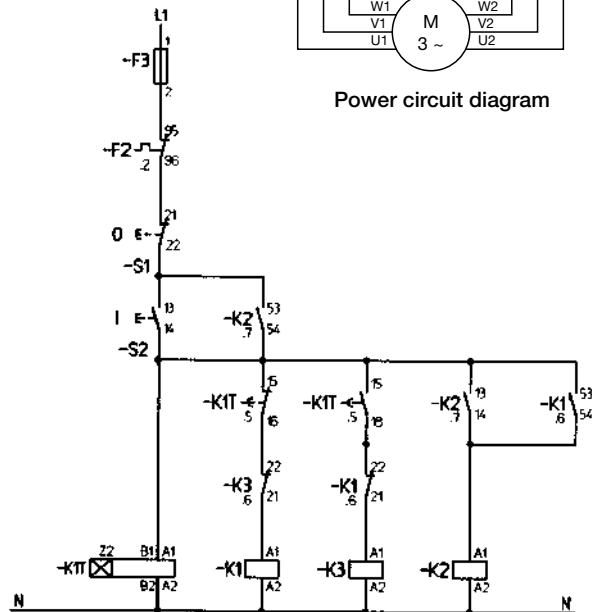 W1 W2
V1 M V2
U1 3 ~ U2
Power circuit diagram
L1
1
-F3
2
95
-F2
.2 96
21
O E
22
-S1
13 53
I E -K2
14 .7 54
-S2
15 15 13 53
-K1T -K1T -K2 -K1
.5 16 .5 18 .7 14 .6 54
22 22
-K3 -K1
.6 21 .6 21
Z2 B1 A1 A1 A1 A1
-K1T -K1 -K3 -K2
B2 A2 A2 A2 A2
N N